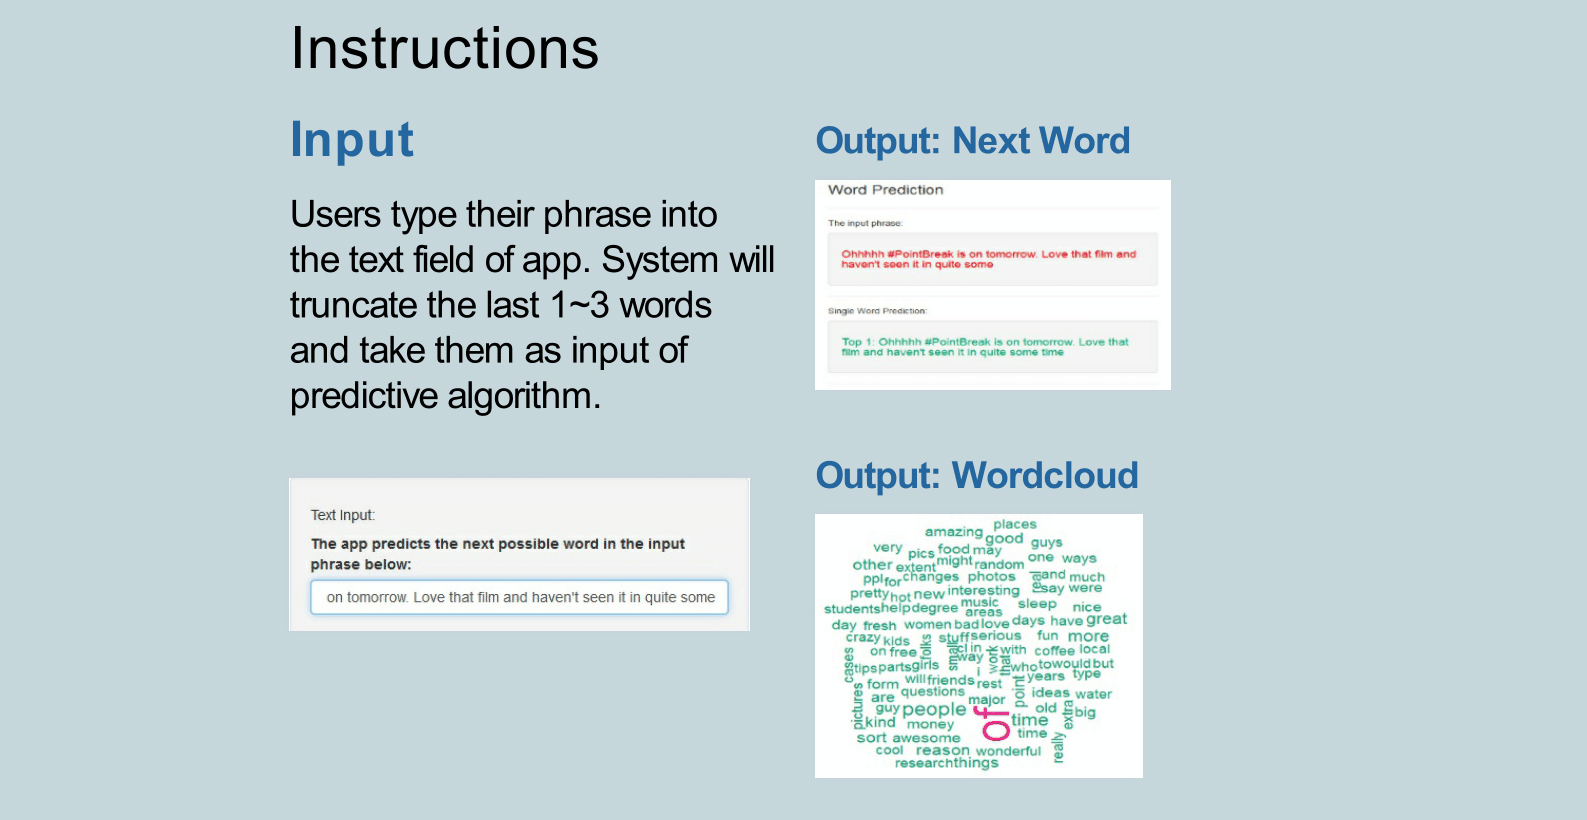 Instructions
Input
Users type their phrase into
the text field of app. System will
truncate the last 1~3 words
and take them as input of
predictive algorithm.
Text Input:
The app predicts the next possible word in the input
phrase below:
on tomorrow. Love that film and haven't seen it in quite some
Output: Next Word
Word Prediction
The input phrase:
Ohhhhh #PointBreak is on tomorrow. Love that film and
haven't seen it in quite some
Single Word Prediction:
Top 1: Ohhhhh #PointBreak is on tomorrow. Love that
film and haven't seen it in quite some time
Output: Wordcloud
places
amazing good
very pics food may guys
other extent might random one ways
ppl for changes photos real and much
pretty hot new interesting say were
students help degree music areas sleep nice
day fresh women bad love days have great
crazy kids folks stuff serious fun more
on free small cl in work with coffee local
cases tips parts girls way that who to would but
form will friends i rest point years type
pictures are questions major ideas water
guy people of time old extra big
kind money time
sort awesome really
cool reason wonderful
research things